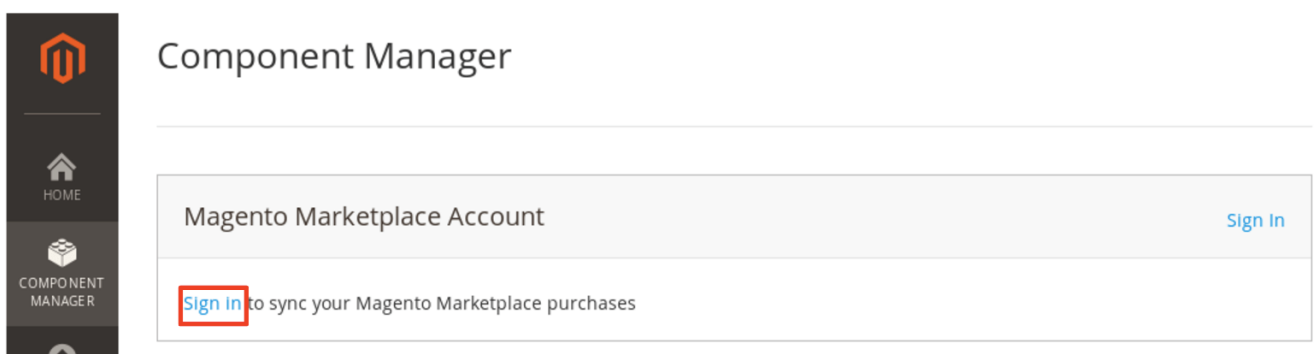 Component Manager
HOME
COMPONENT
MANAGER
Magento Marketplace Account
Sign In
Sign in to sync your Magento Marketplace purchases